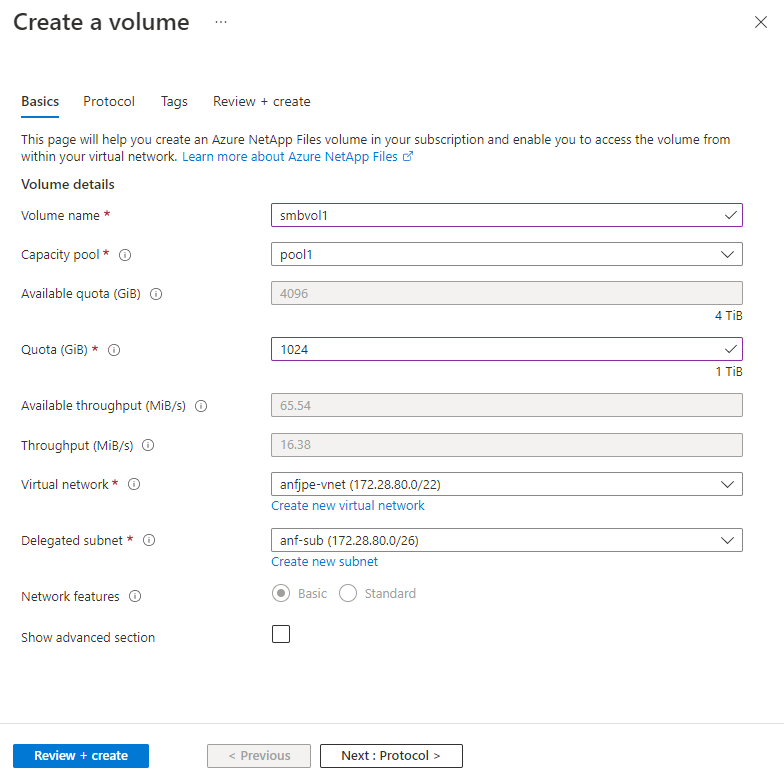 Create a volume ...
Basics Protocol Tags Review + create
This page will help you create an Azure NetApp Files volume in your subscription and enable you to access the volume from
within your virtual network. Learn more about Azure NetApp Files
Volume details
Volume name * smbvol1
Capacity pool * pool1
Available quota (GiB) 4096
4 TiB
Quota (GiB) * 1024
1 TiB
Available throughput (MiB/s) 65.54
Throughput (MiB/s) 16.38
Virtual network * anfjpe-vnet (172.28.80.0/22)
Create new virtual network
Delegated subnet * anf-sub (172.28.80.0/26)
Create new subnet
Network features Basic Standard
Show advanced section
Review + create < Previous Next : Protocol >